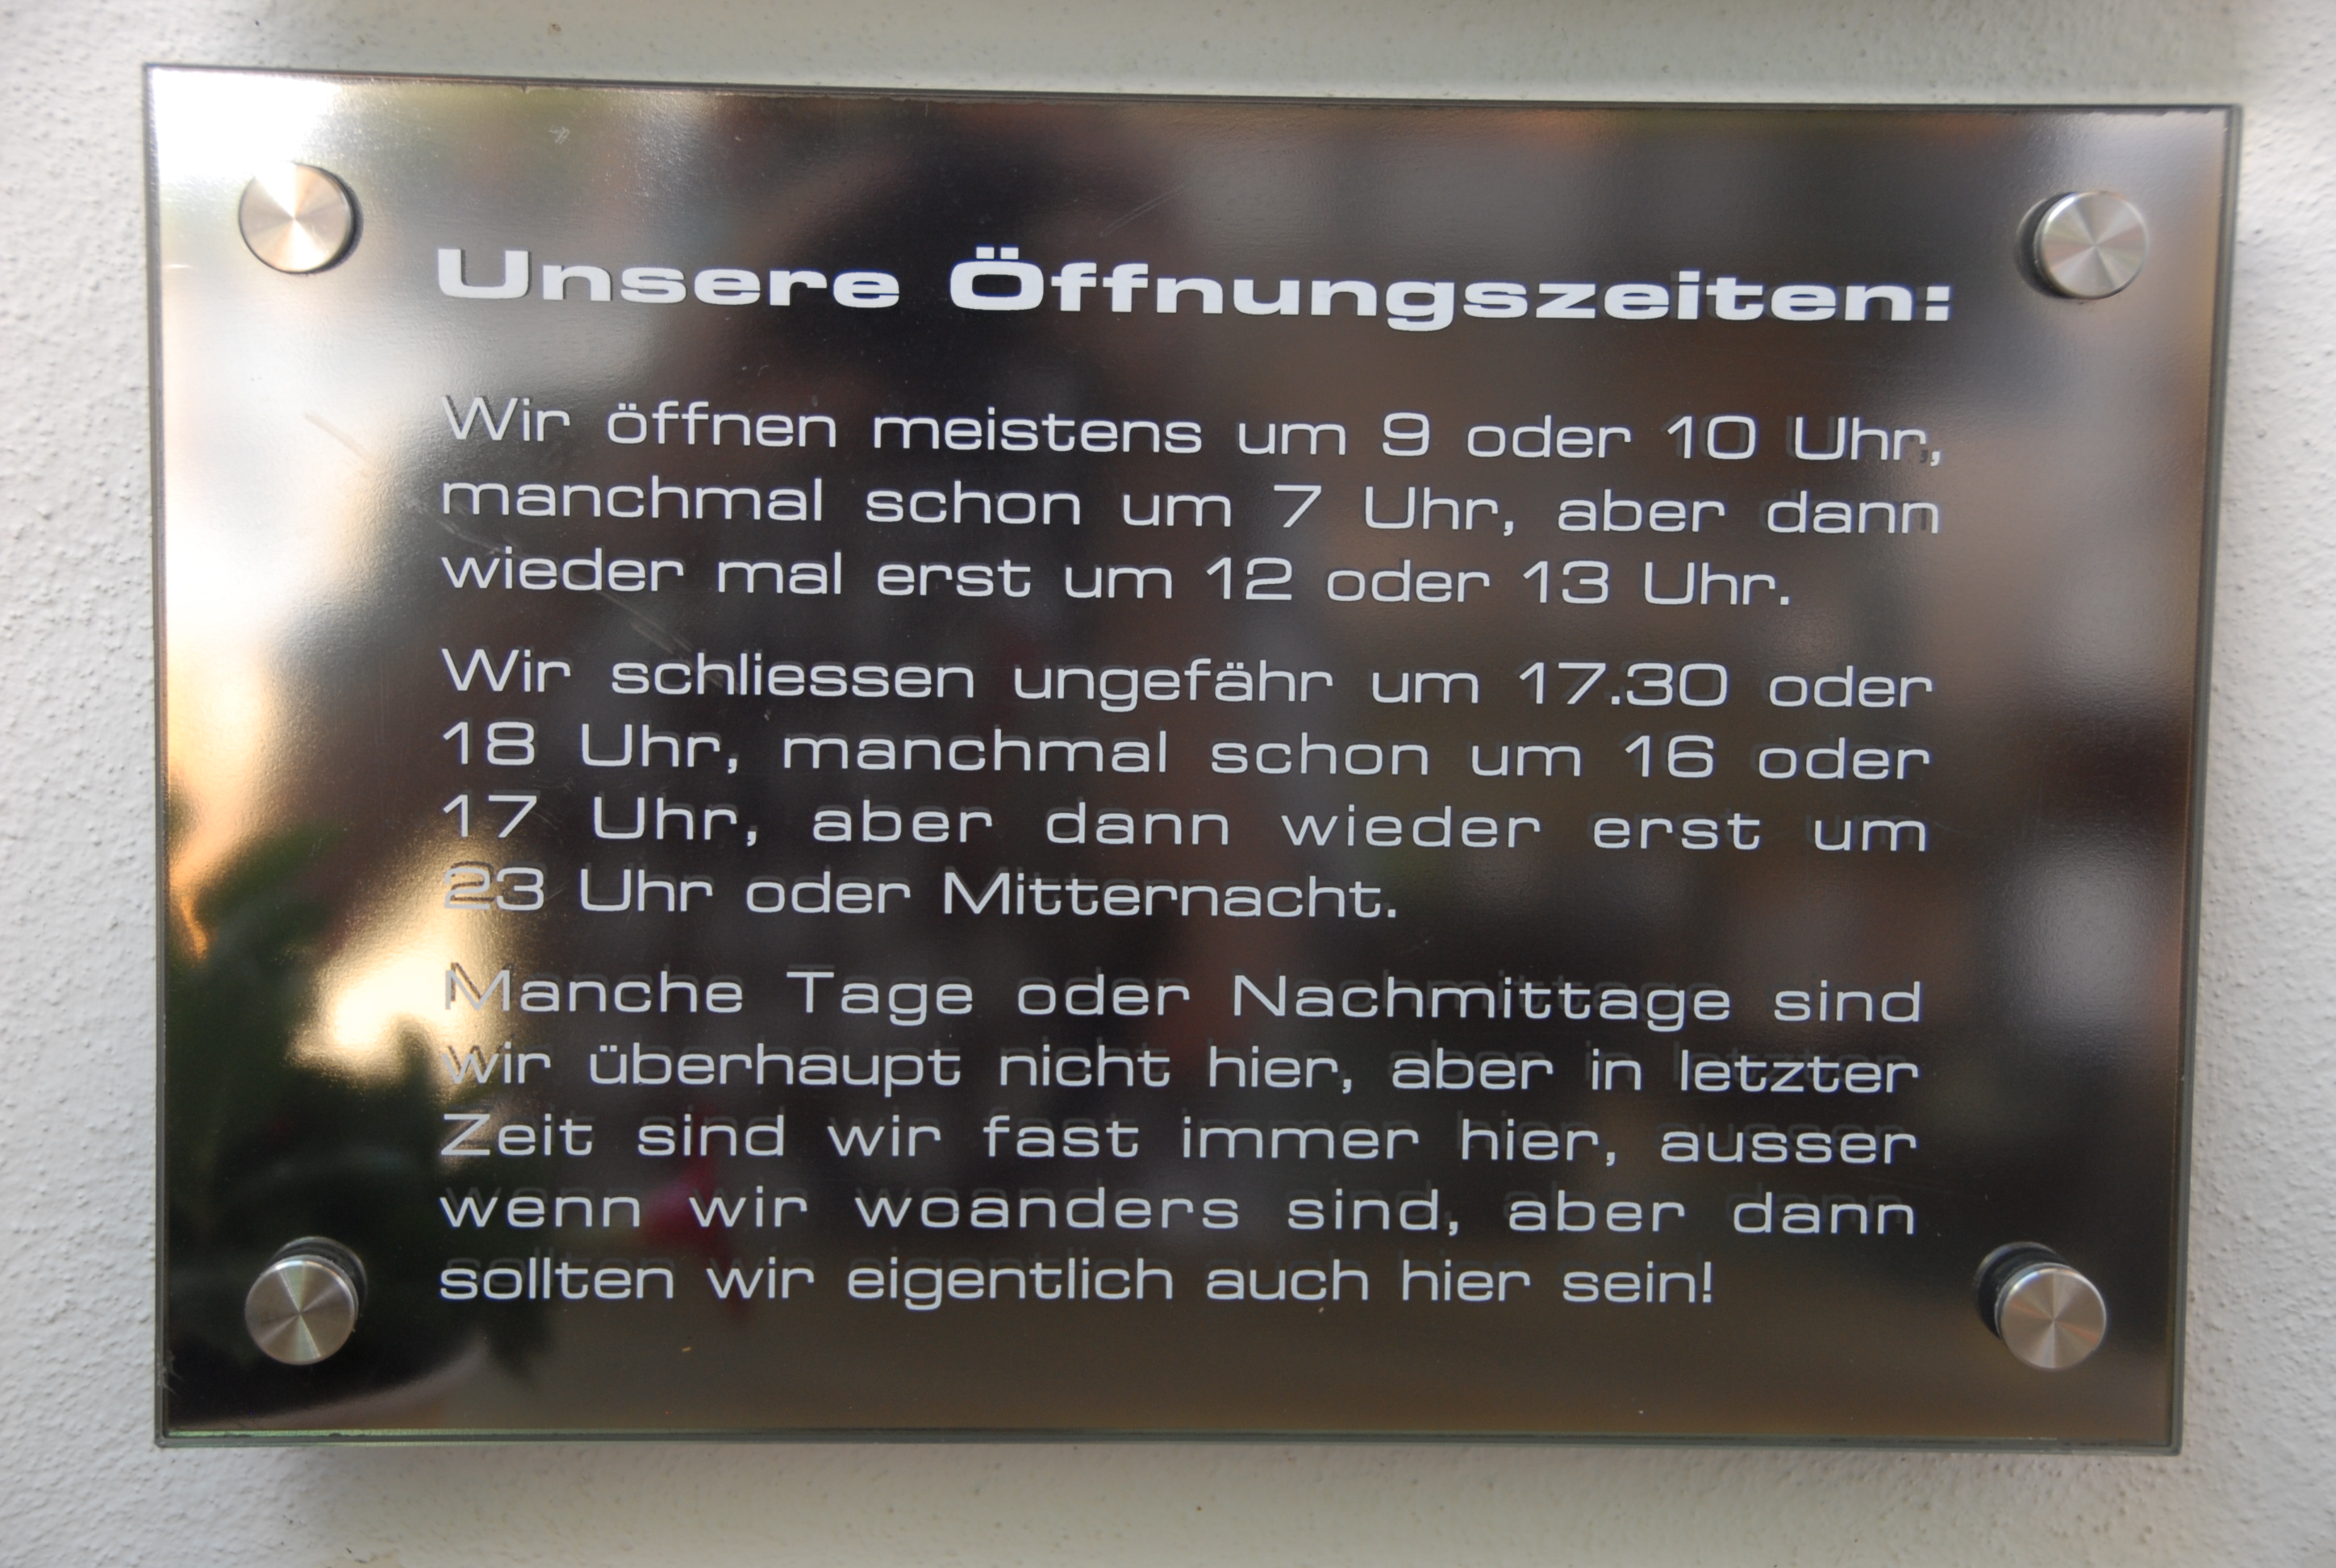 Unsere Öffnungszeiten:
Wir öffnen meistens um 9 oder 10 Uhr,
manchmal schon um 7 Uhr, aber dann
wieder mal erst um 12 oder 13 Uhr.
Wir schliessen ungefähr um 17.30 oder
18 Uhr, manchmal schon um 16 oder
17 Uhr, aber dann wieder erst um
23 Uhr oder Mitternacht.
Manche Tage oder Nachmittage sind
wir überhaupt nicht hier, aber in letzter
Zeit sind wir fast immer hier, ausser
wenn wir woanders sind, aber dann
sollten wir eigentlich auch hier sein!